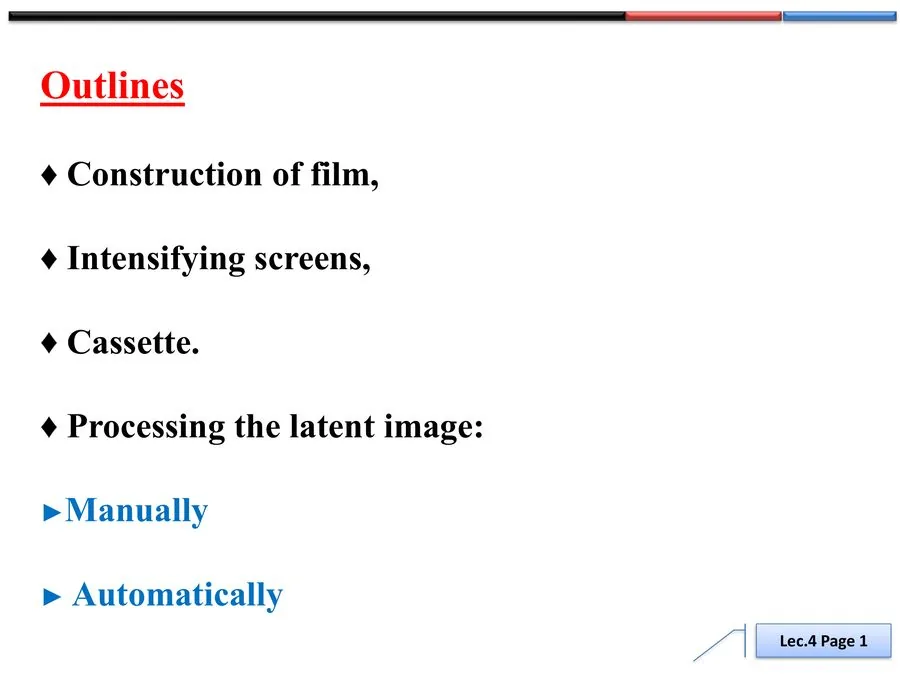 Outlines
♦ Construction of film,
♦ Intensifying screens,
♦ Cassette.
♦ Processing the latent image:
►Manually
► Automatically
Lec.4 Page 1